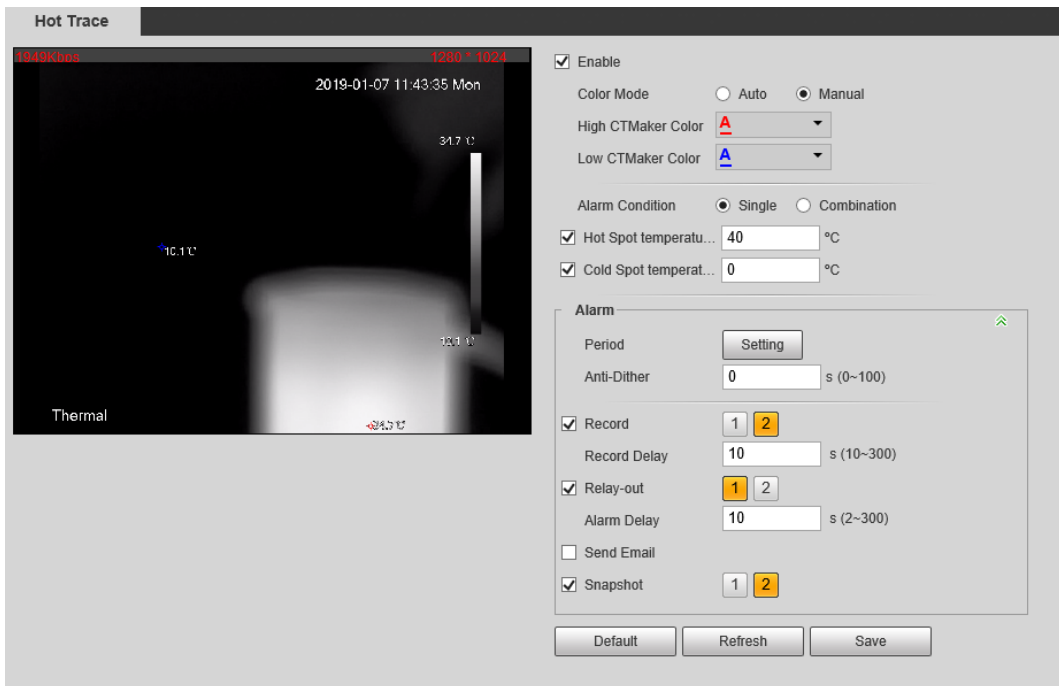 Hot Trace
1949Kbps 1280 * 1024
2019-01-07 11:43:35 Mon
34.7 ℃
10.1℃
Thermal
Enable
Color Mode Auto Manual
High CTMaker Color A
Low CTMaker Color A
Alarm Condition Single Combination
Hot Spot temperatu... 40 °C
Cold Spot temperat... 0 °C
Alarm
Period Setting
Anti-Dither 0 s (0~100)
Record 1 2
Record Delay 10 s (10~300)
Relay-out 1 2
Alarm Delay 10 s (2~300)
Send Email
Snapshot 1 2
Default Refresh Save